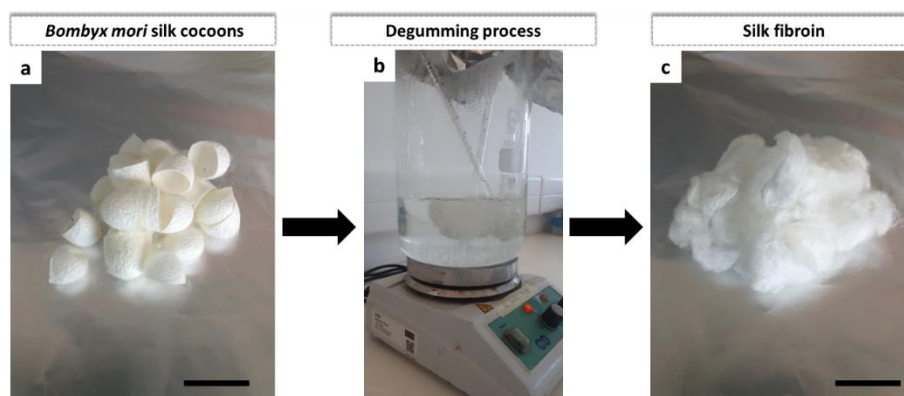 Bombyx mori silk cocoons
Degumming process
Silk fibroin
a
b
c